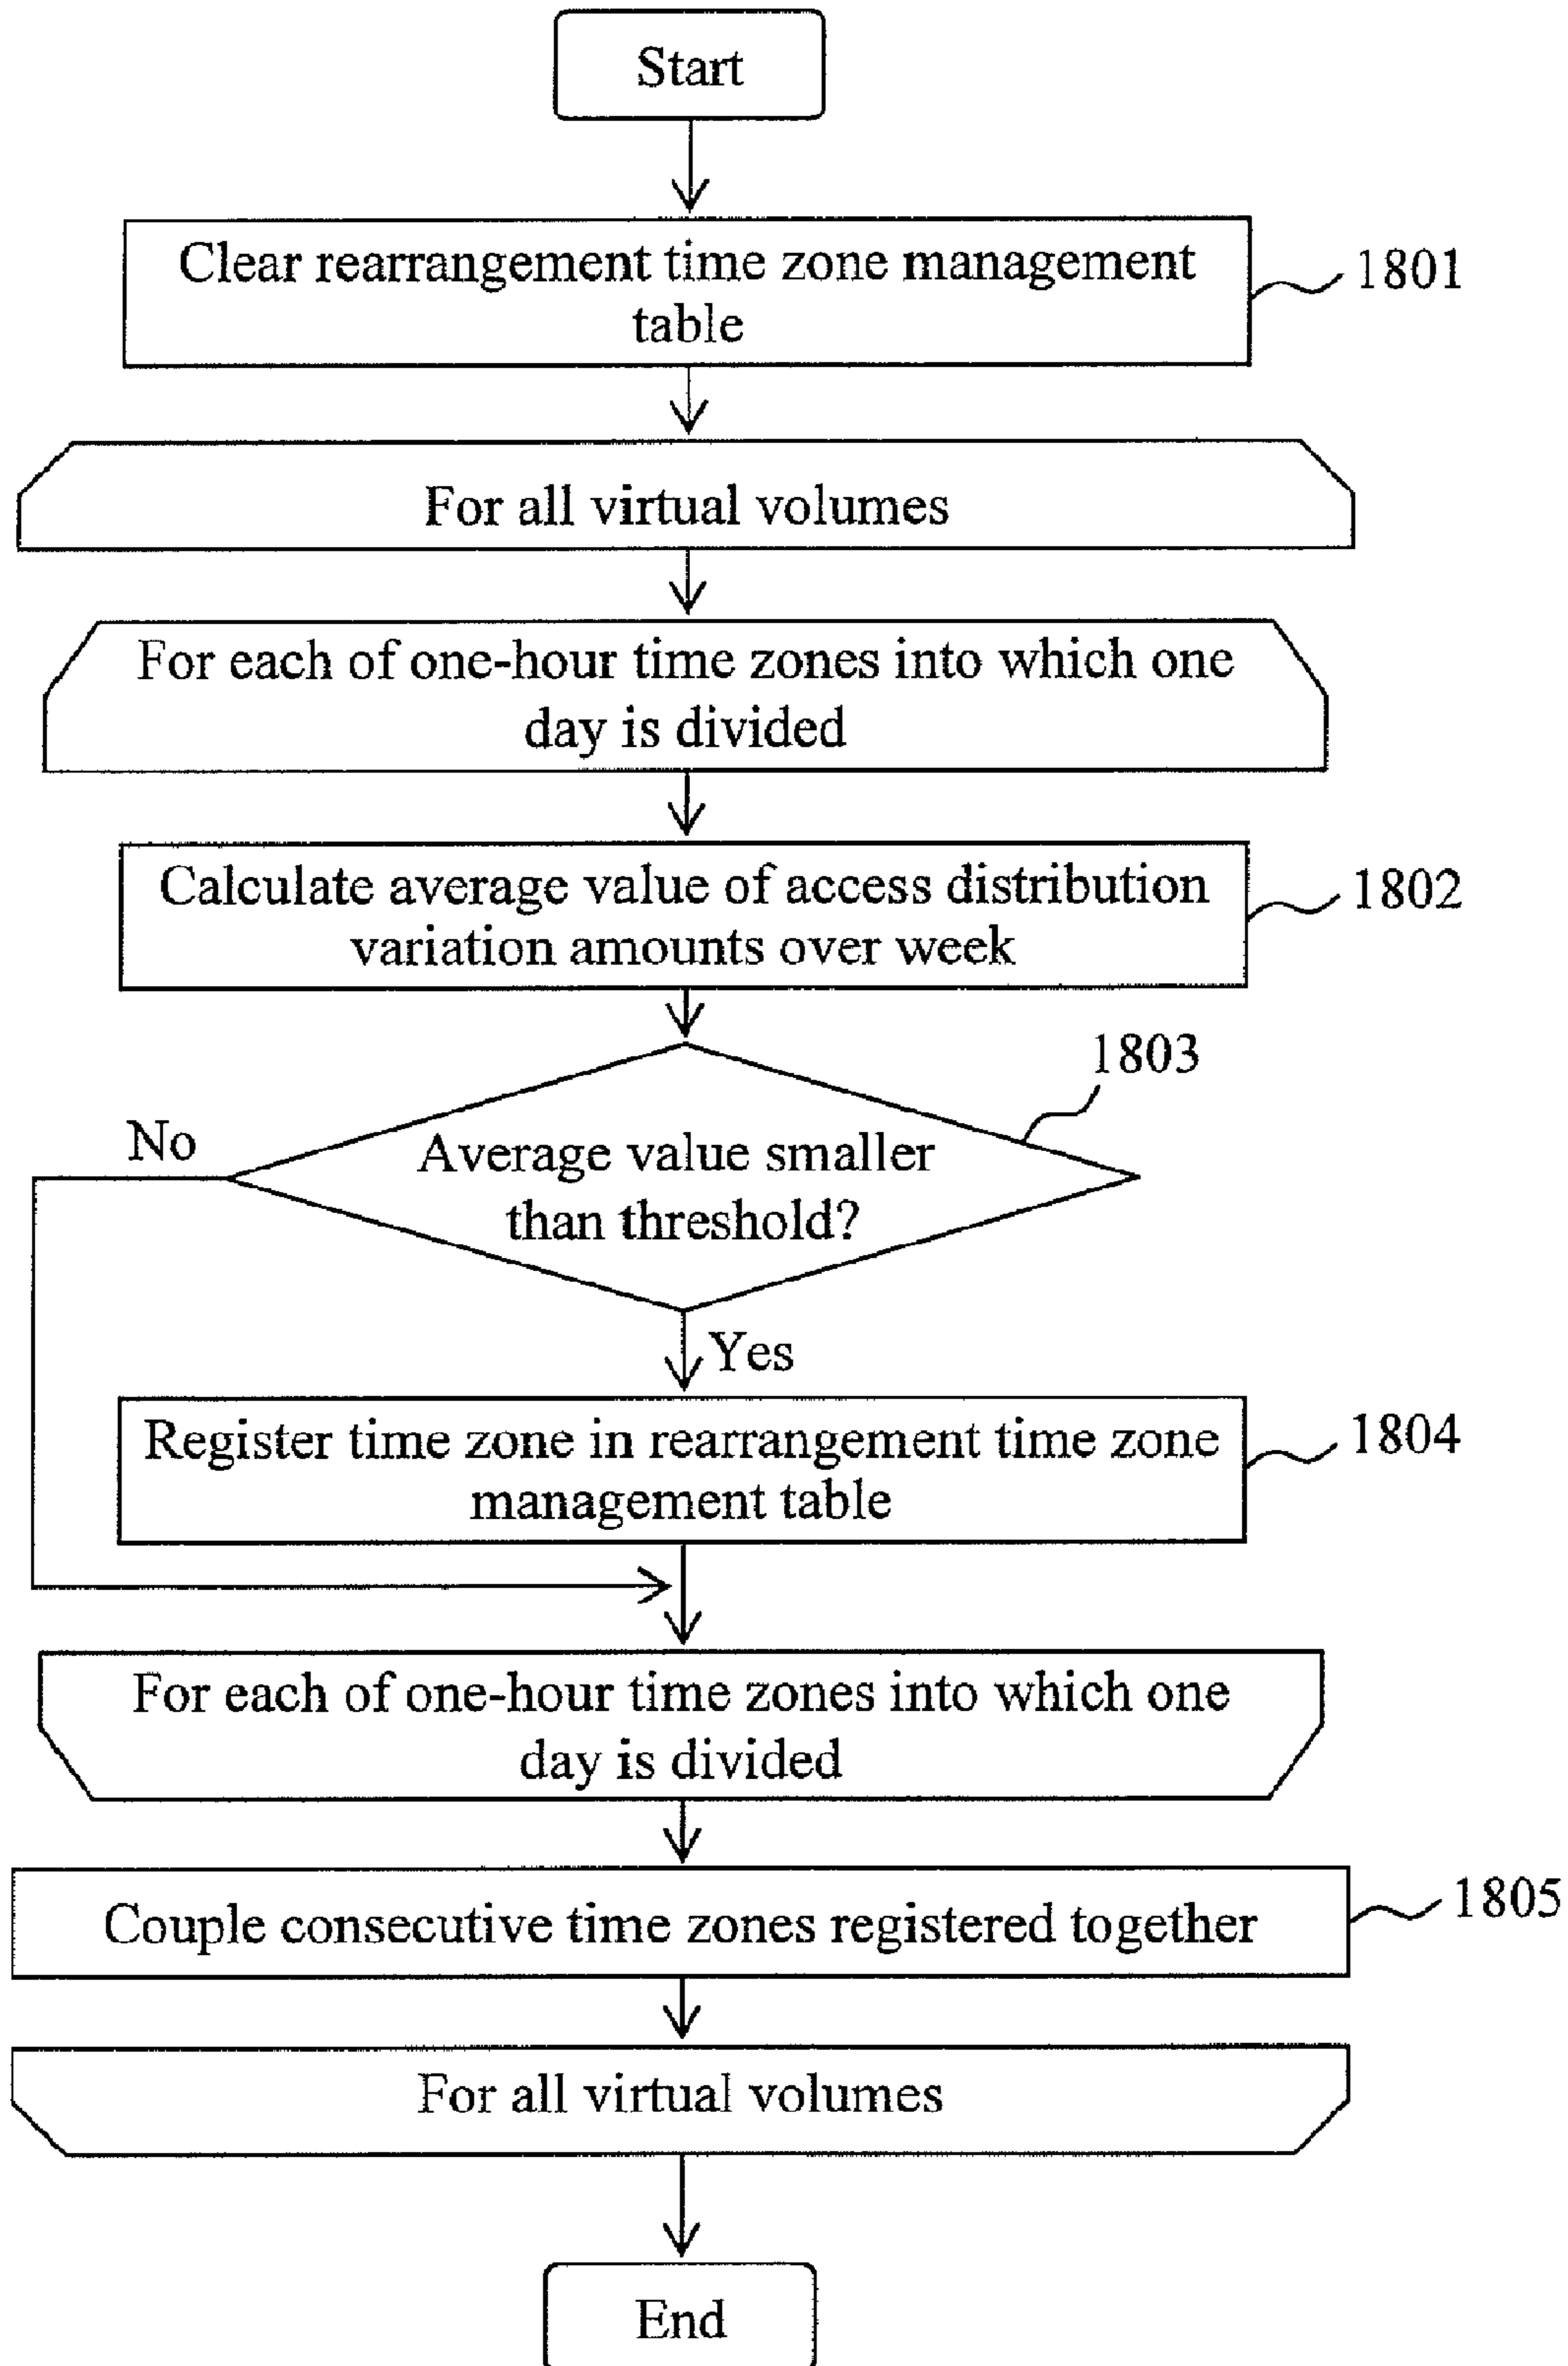 Start
Clear rearrangement time zone management
table
1801
For all virtual volumes
For each of one-hour time zones into which one
day is divided
Calculate average value of access distribution
variation amounts over week
1802
1803
No
Average value smaller
than threshold?
Yes
Register time zone in rearrangement time zone
management table
1804
For each of one-hour time zones into which one
day is divided
Couple consecutive time zones registered together
1805
For all virtual volumes
End